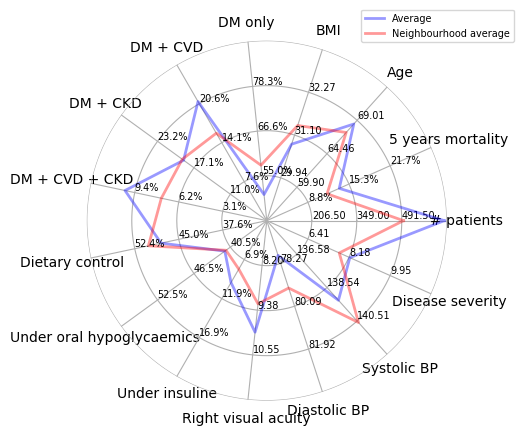 Average
Neighbourhood average
DM only
BMI
Age
5 years mortality
# patients
Disease severity
Systolic BP
Diastolic BP
Right visual acuity
Under insuline
Under oral hypoglycaemics
Dietary control
DM + CVD + CKD
DM + CKD
DM + CVD
206.50
349.00
491.50
8.8%
15.3%
21.7%
59.90
64.46
69.01
29.94
31.10
32.27
55.0%
66.6%
78.3%
7.6%
14.1%
20.6%
11.0%
17.1%
23.2%
3.1%
6.2%
9.4%
37.6%
45.0%
52.4%
40.5%
46.5%
52.5%
6.9%
11.9%
16.9%
8.20
9.38
10.55
78.27
80.09
81.92
136.58
138.54
140.51
6.41
8.18
9.95